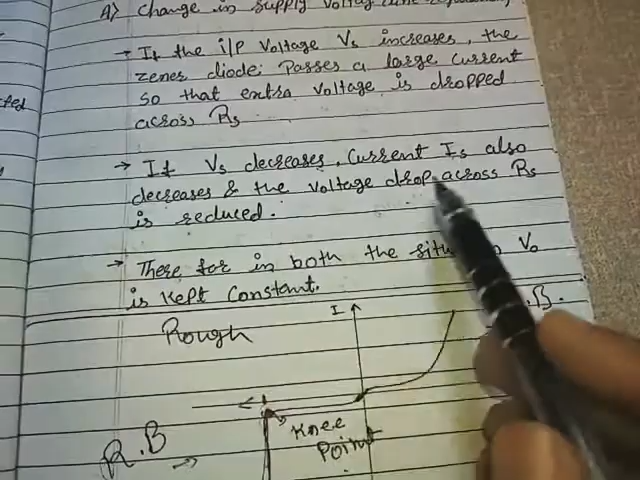 A) Change in supply voltage
→ If the i/p voltage Vs increases, the
zener diode passes a large current
so that extra voltage is dropped
across Rs
→ If Vs decreases, current Is also
decreases & the voltage drop across Rs
is reduced.
→ There for in both the Vo
is kept constant.
Rough
I
.B.
Knee
Point
R.B